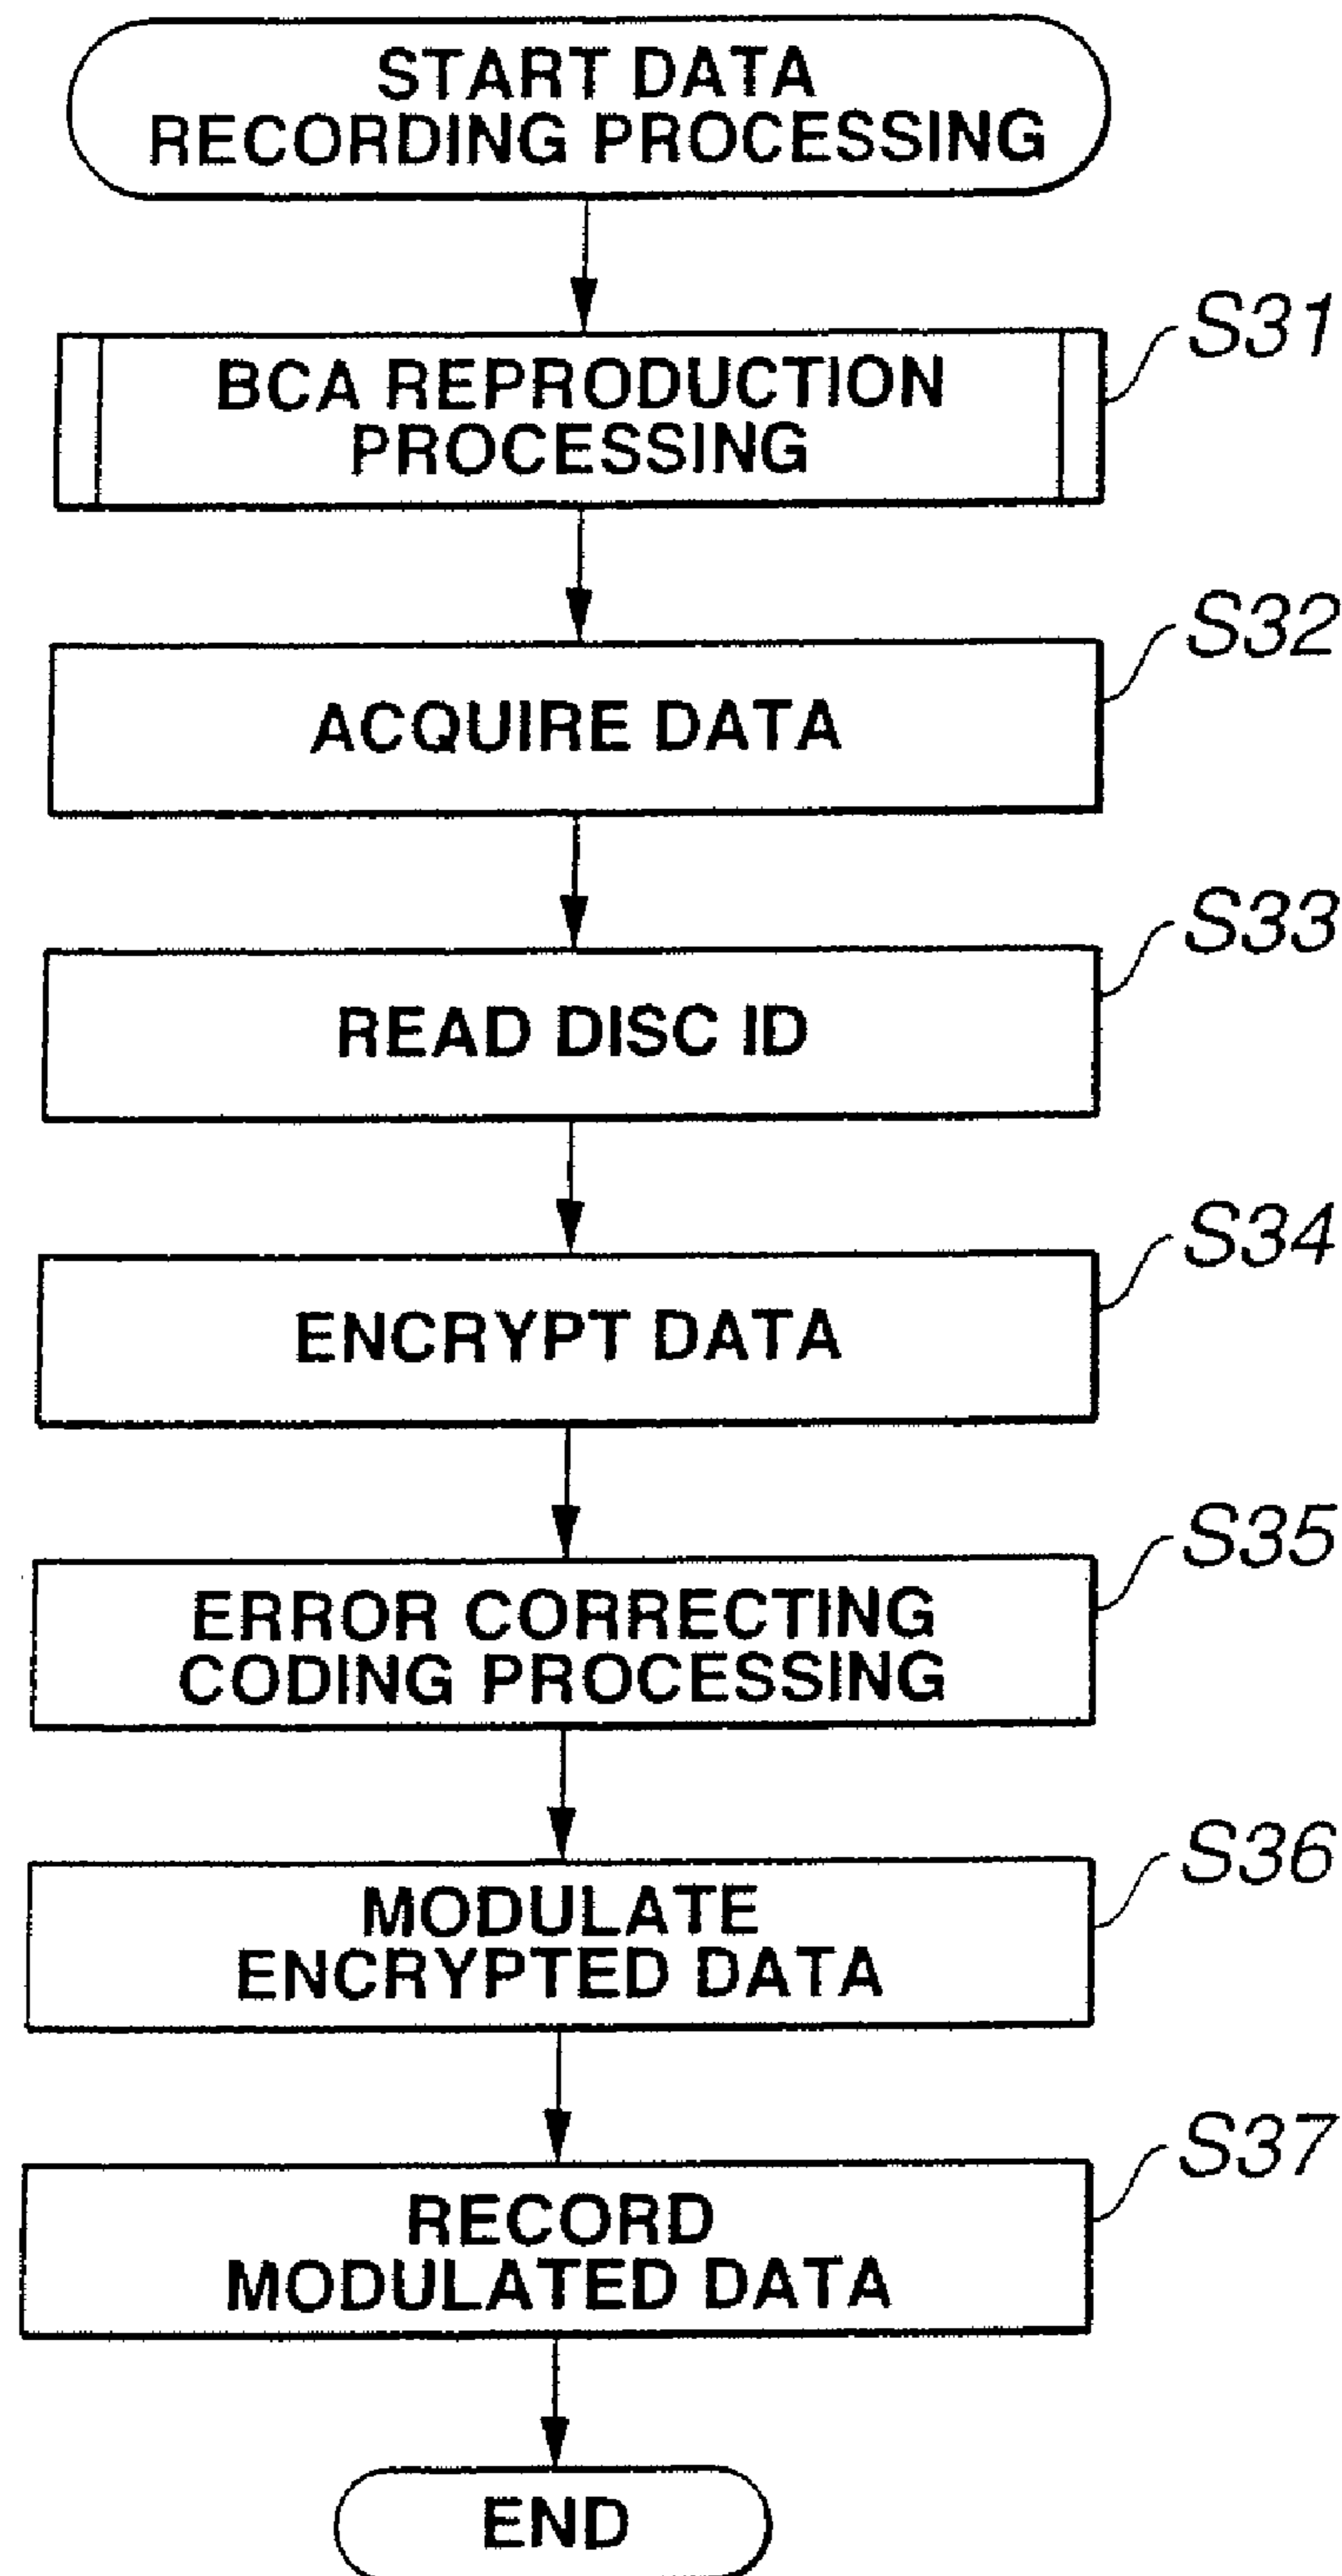 START DATA
RECORDING PROCESSING
S31
BCA REPRODUCTION
PROCESSING
S32
ACQUIRE DATA
S33
READ DISC ID
S34
ENCRYPT DATA
S35
ERROR CORRECTING
CODING PROCESSING
S36
MODULATE
ENCRYPTED DATA
S37
RECORD
MODULATED DATA
END